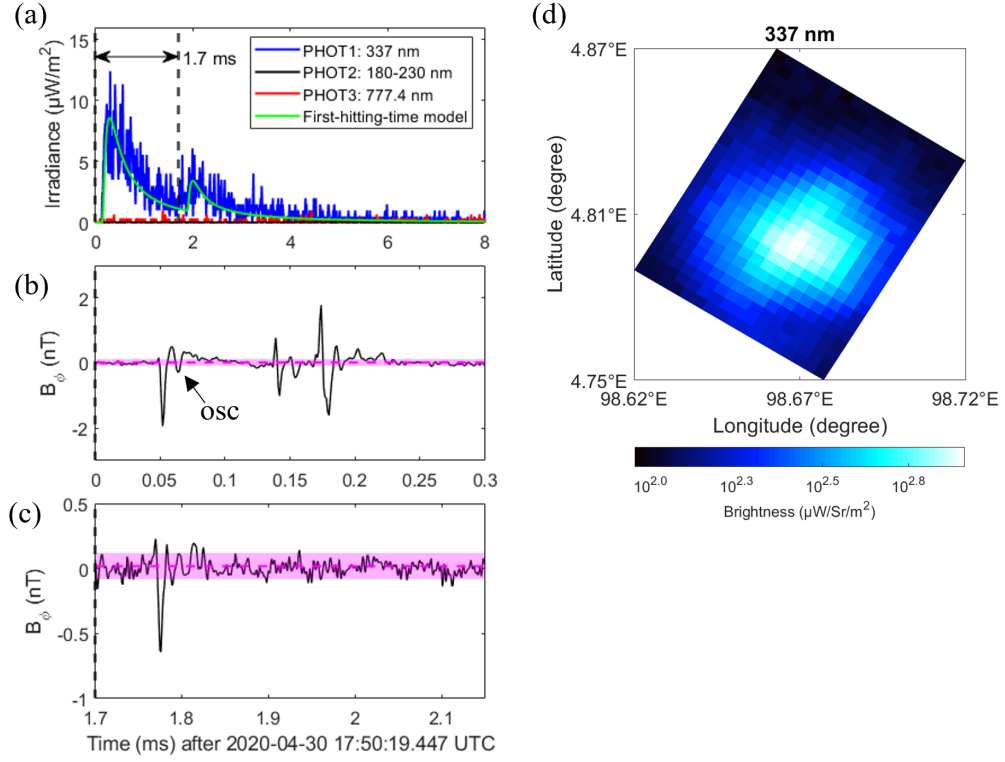 (a)
15
10
5
0
Irradiance (μW/m²)
1.7 ms
PHOT1: 337 nm
PHOT2: 180-230 nm
PHOT3: 777.4 nm
First-hitting-time model
0 2 4 6 8
(b)
2
0
-2
Bϕ (nT)
osc
0 0.05 0.1 0.15 0.2 0.25 0.3
(c)
0.5
0
-0.5
-1
Bϕ (nT)
1.7 1.8 1.9 2 2.1
Time (ms) after 2020-04-30 17:50:19.447 UTC
(d)
337 nm
4.87°E
4.81°E
4.75°E
Latitude (degree)
98.62°E 98.67°E 98.72°E
Longitude (degree)
10^2.0 10^2.3 10^2.5 10^2.8
Brightness (μW/Sr/m²)